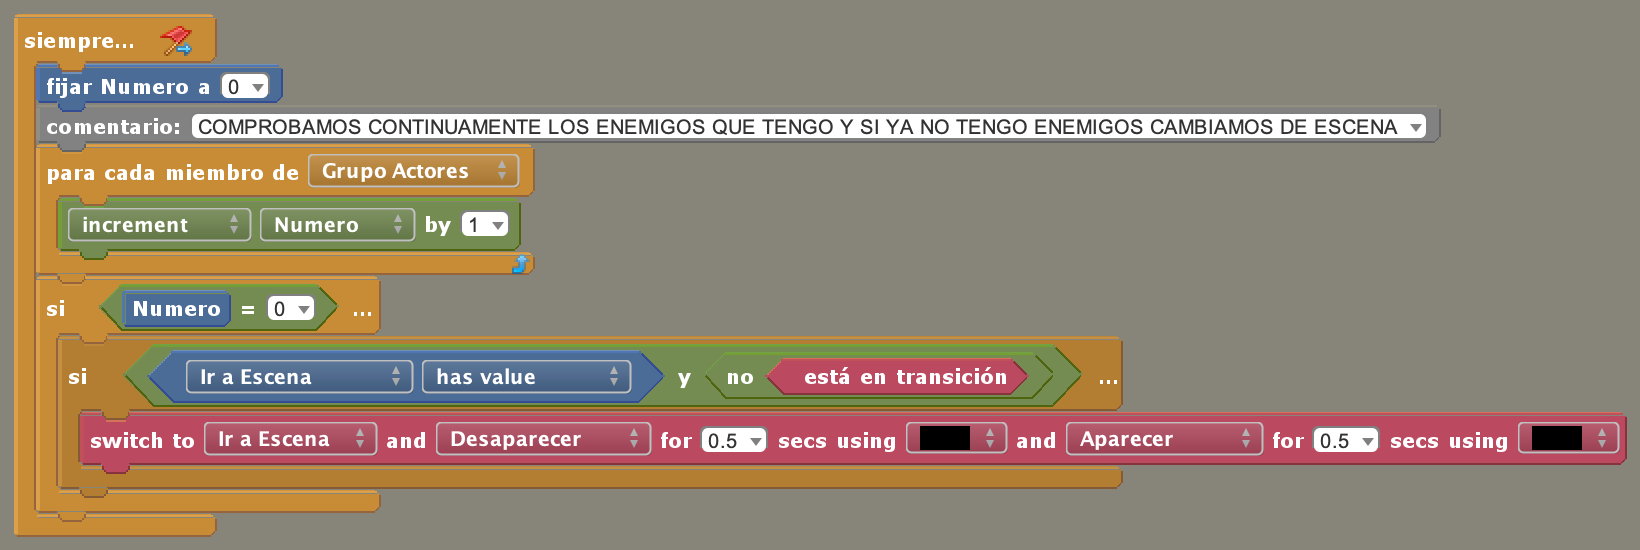 siempre...
fijar Numero a 0
comentario: COMPROBAMOS CONTINUAMENTE LOS ENEMIGOS QUE TENGO Y SI YA NO TENGO ENEMIGOS CAMBIAMOS DE ESCENA
para cada miembro de Grupo Actores
increment Numero by 1
si Numero = 0 ...
si Ir a Escena has value y no está en transición ...
switch to Ir a Escena and Desaparecer for 0.5 secs using and Aparecer for 0.5 secs using